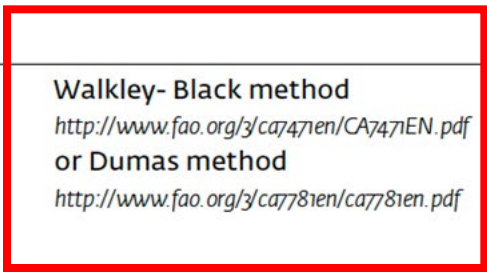 Walkley- Black method
http://www.fao.org/3/ca7471en/CA7471EN.pdf
or Dumas method
http://www.fao.org/3/ca7781en/ca7781en.pdf